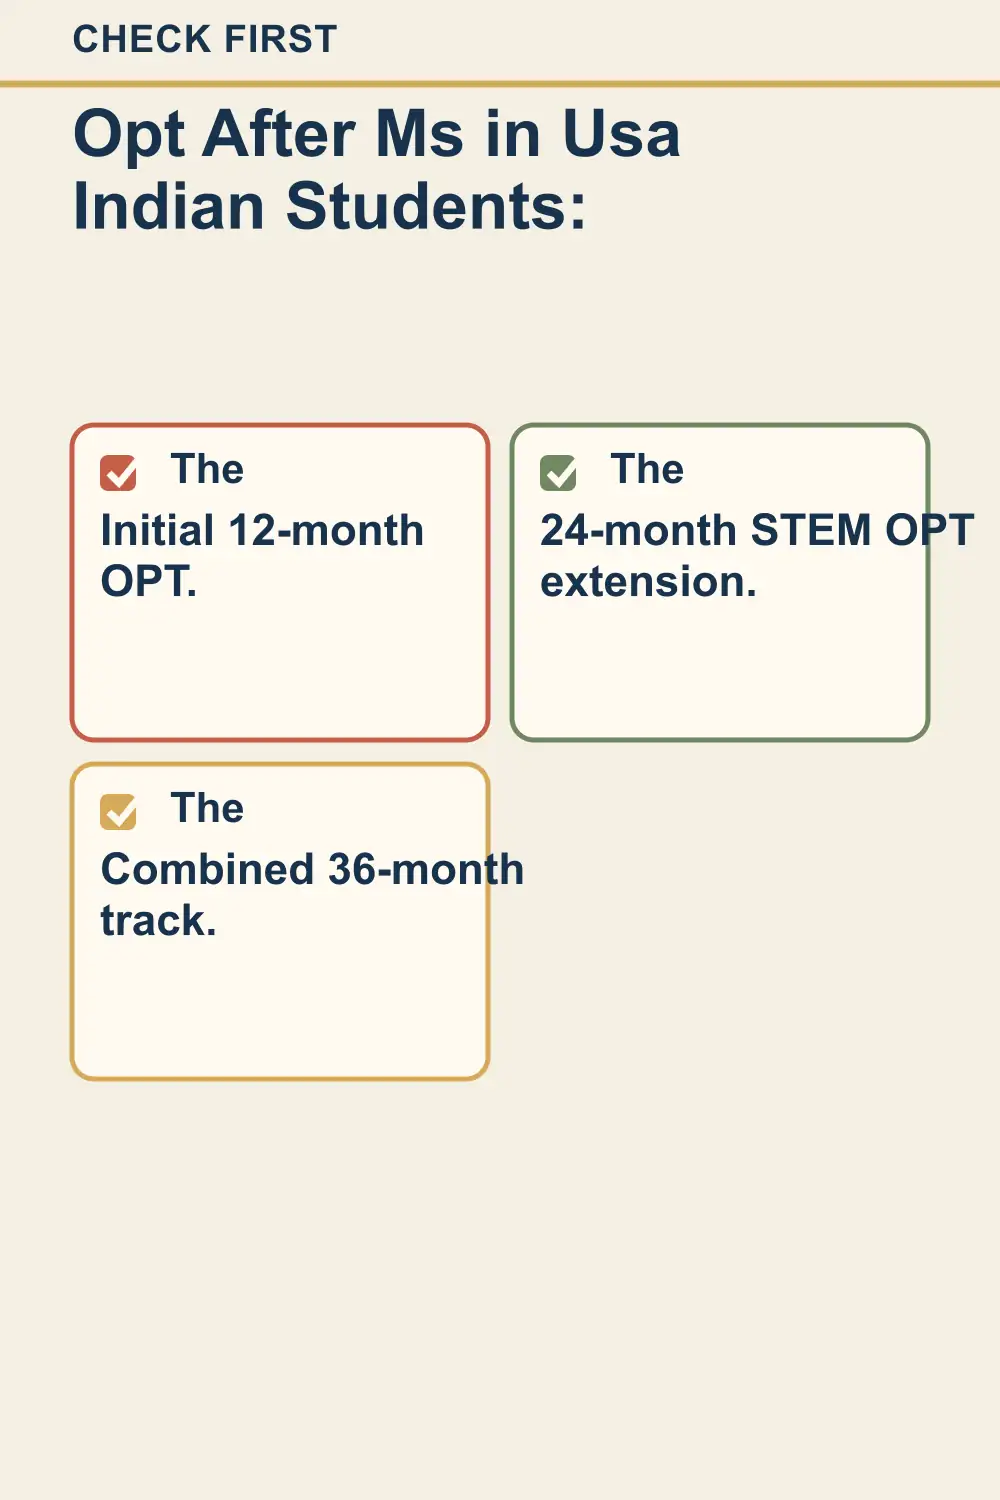 CHECK FIRST
Opt After Ms in Usa
Indian Students:
The
Initial 12-month
OPT.
The
24-month STEM OPT
extension.
The
Combined 36-month
track.